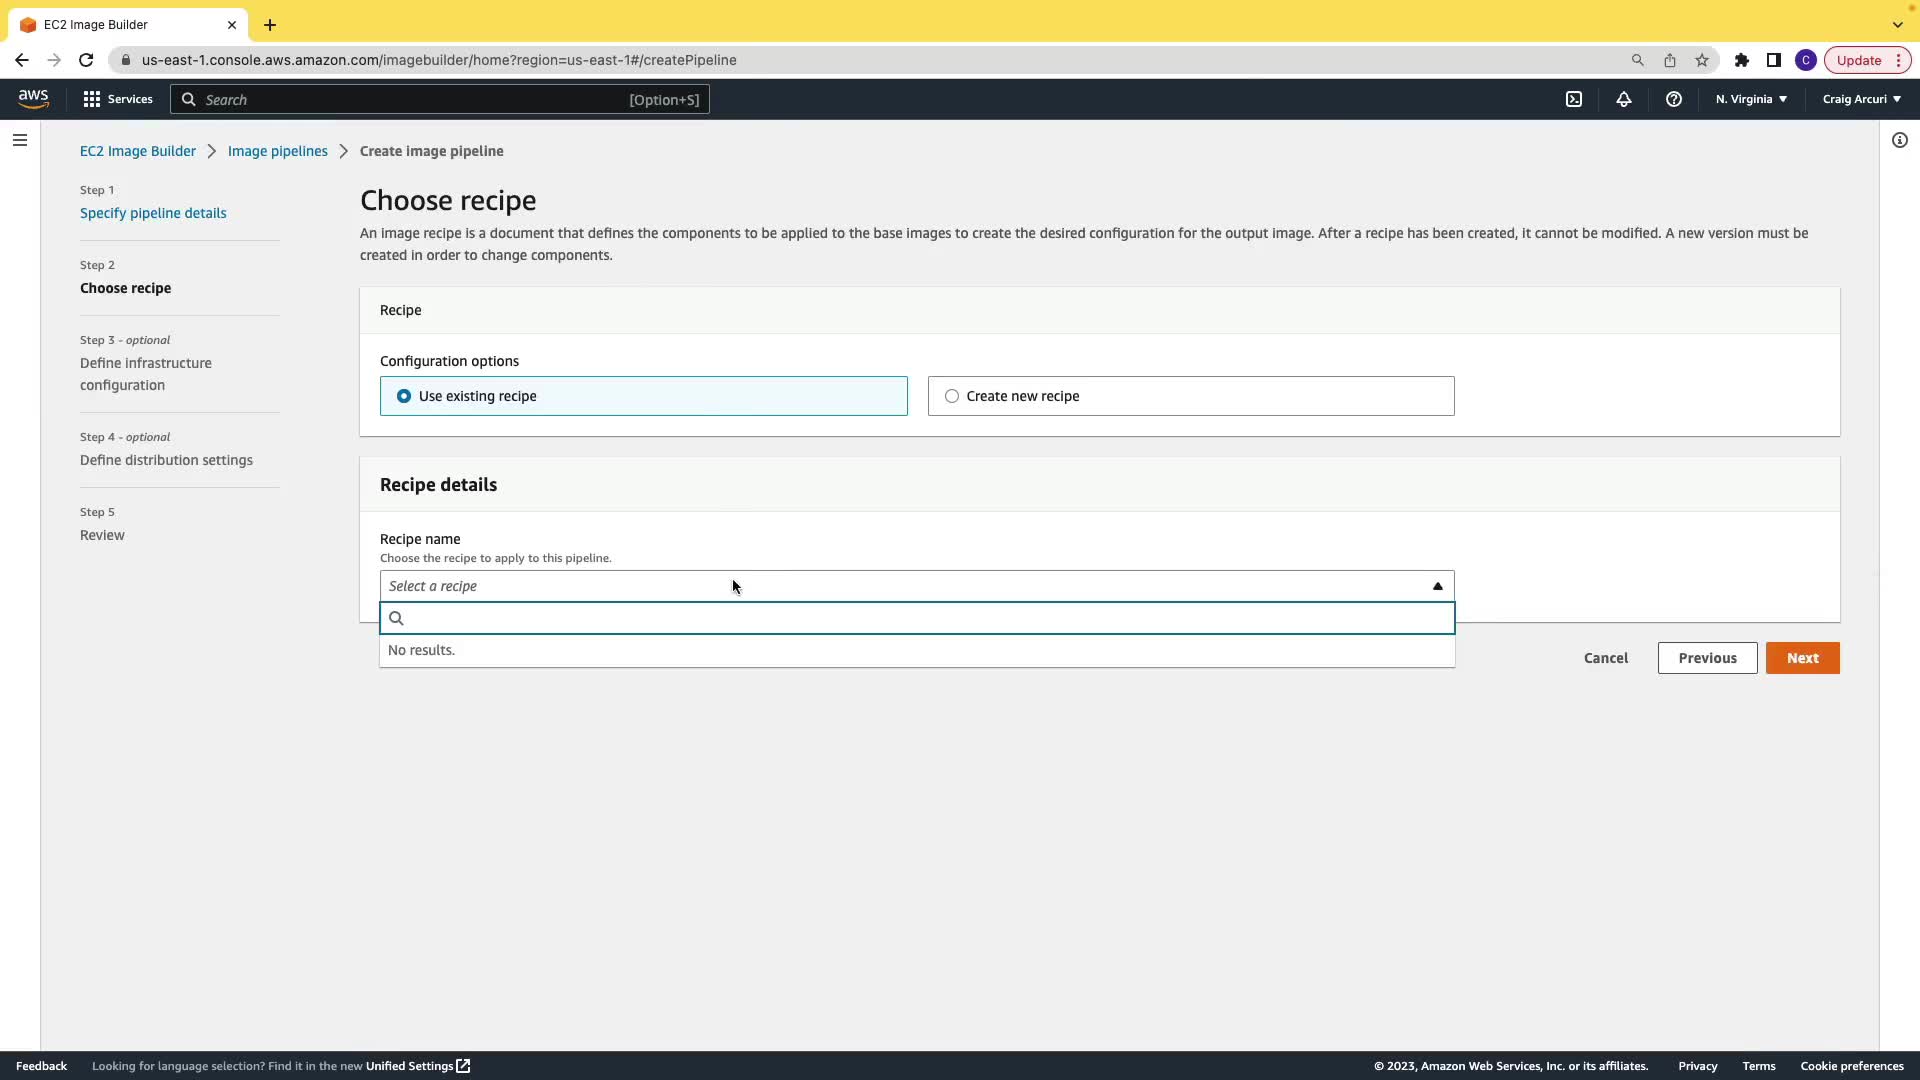 EC2 Image Builder
us-east-1.console.aws.amazon.com/imagebuilder/home?region=us-east-1#/createPipeline
C
Update
aws
Services
Search
[Option+S]
N. Virginia
Craig Arcuri
EC2 Image Builder
Image pipelines
Create image pipeline
Step 1
Specify pipeline details
Step 2
Choose recipe
Step 3 - optional
Define infrastructure
configuration
Step 4 - optional
Define distribution settings
Step 5
Review
Choose recipe
An image recipe is a document that defines the components to be applied to the base images to create the desired configuration for the output image. After a recipe has been created, it cannot be modified. A new version must be
created in order to change components.
Recipe
Configuration options
Use existing recipe
Create new recipe
Recipe details
Recipe name
Choose the recipe to apply to this pipeline.
Select a recipe
No results.
Cancel
Previous
Next
Feedback
Looking for language selection? Find it in the new Unified Settings
© 2023, Amazon Web Services, Inc. or its affiliates.
Privacy
Terms
Cookie preferences